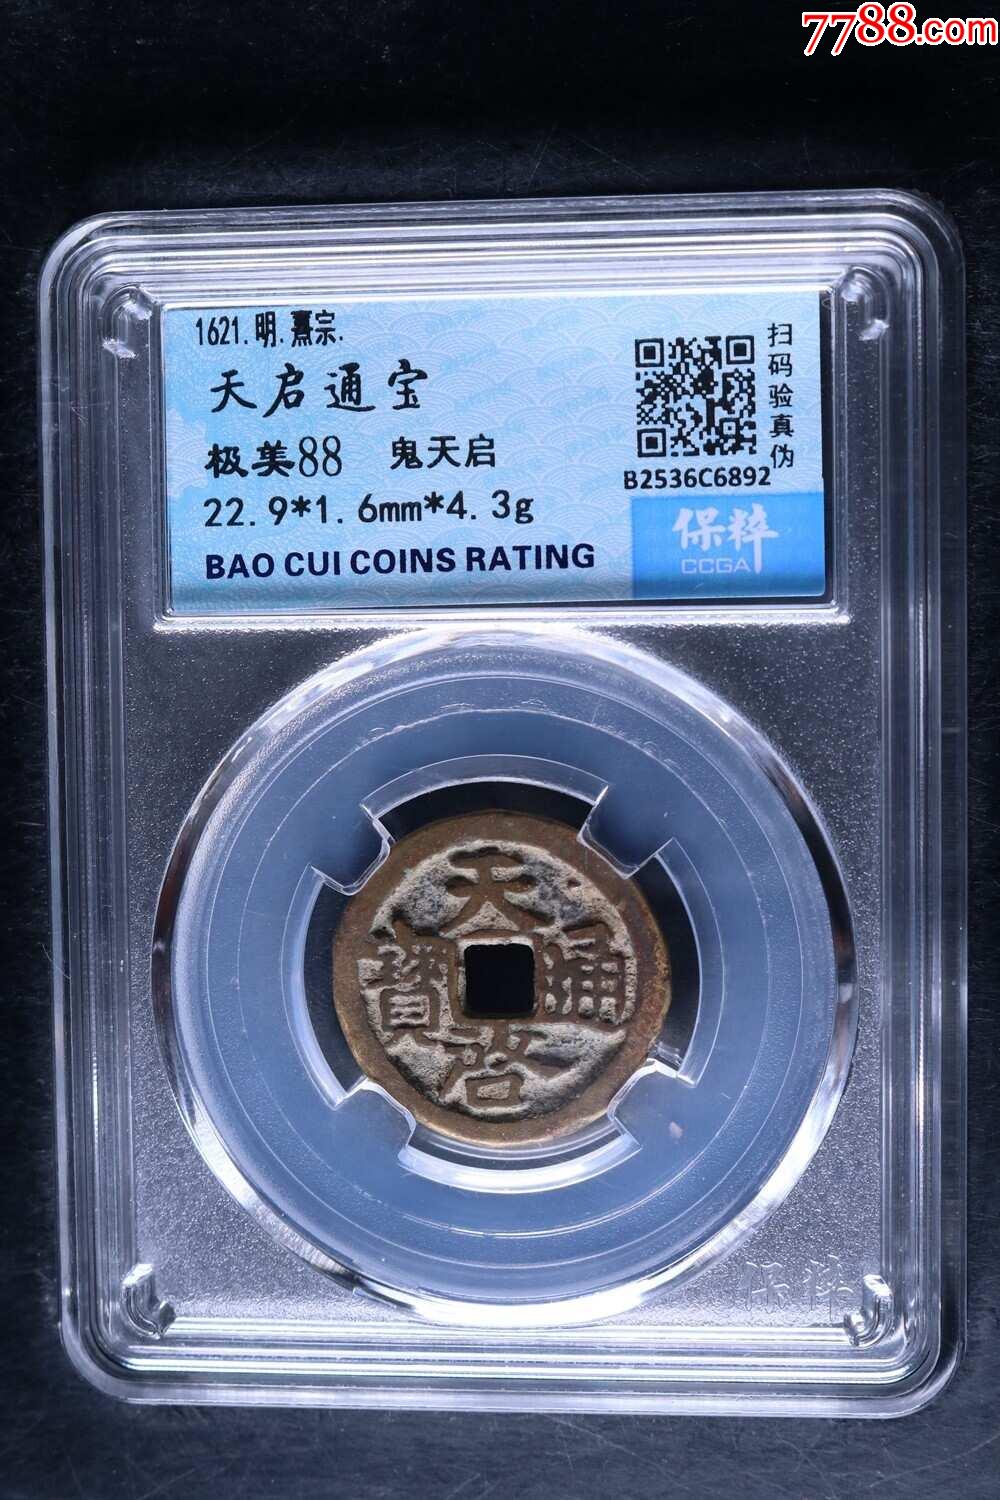 7788.com
1621.明.熹宗.
天启通宝
极美88 鬼天启
22.9*1.6mm*4.3g
BAO CUI COINS RATING
扫码验真伪
B2536C6892
保粹
CCGA
天啓通寶
保粹